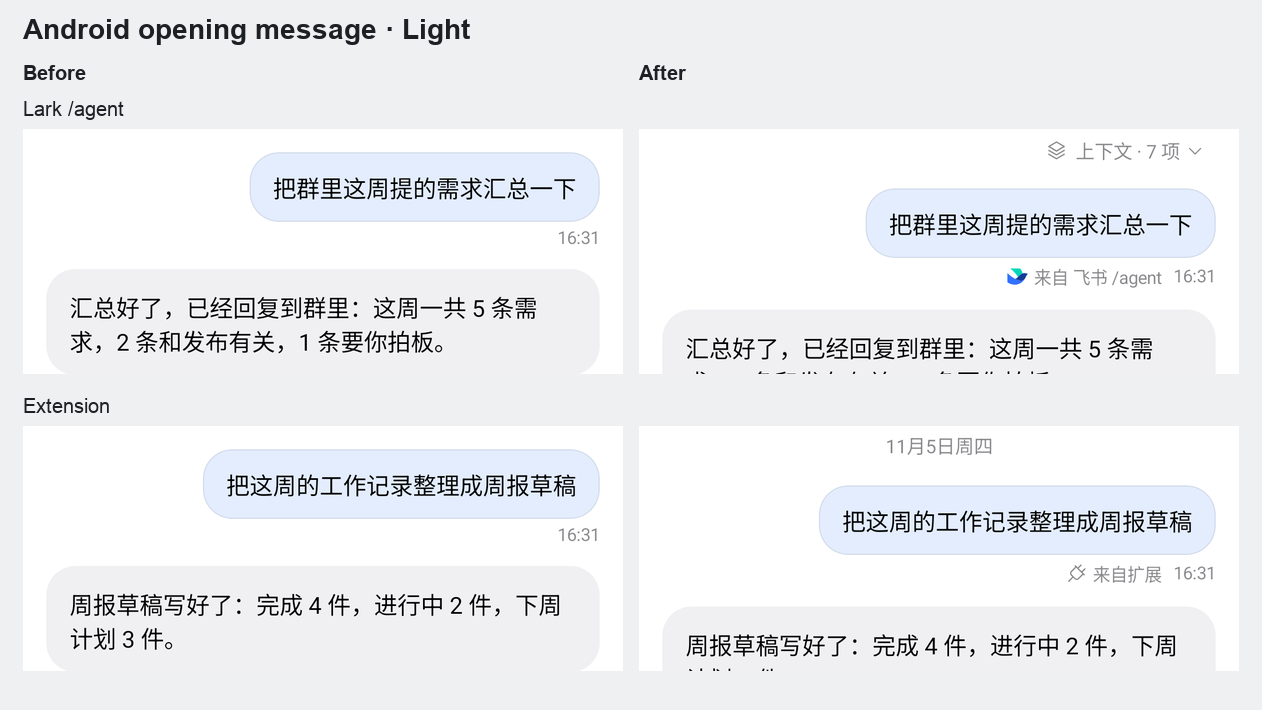 Android opening message · Light
Before
After
Lark /agent
把群里这周提的需求汇总一下
16:31
汇总好了，已经回复到群里：这周一共 5 条需
求，2 条和发布有关，1 条要你拍板。
上下文 · 7 项
把群里这周提的需求汇总一下
来自 飞书 /agent 16:31
汇总好了，已经回复到群里：这周一共 5 条需
Extension
把这周的工作记录整理成周报草稿
16:31
周报草稿写好了：完成 4 件，进行中 2 件，下周
计划 3 件。
11月5日周四
把这周的工作记录整理成周报草稿
来自扩展 16:31
周报草稿写好了：完成 4 件，进行中 2 件，下周